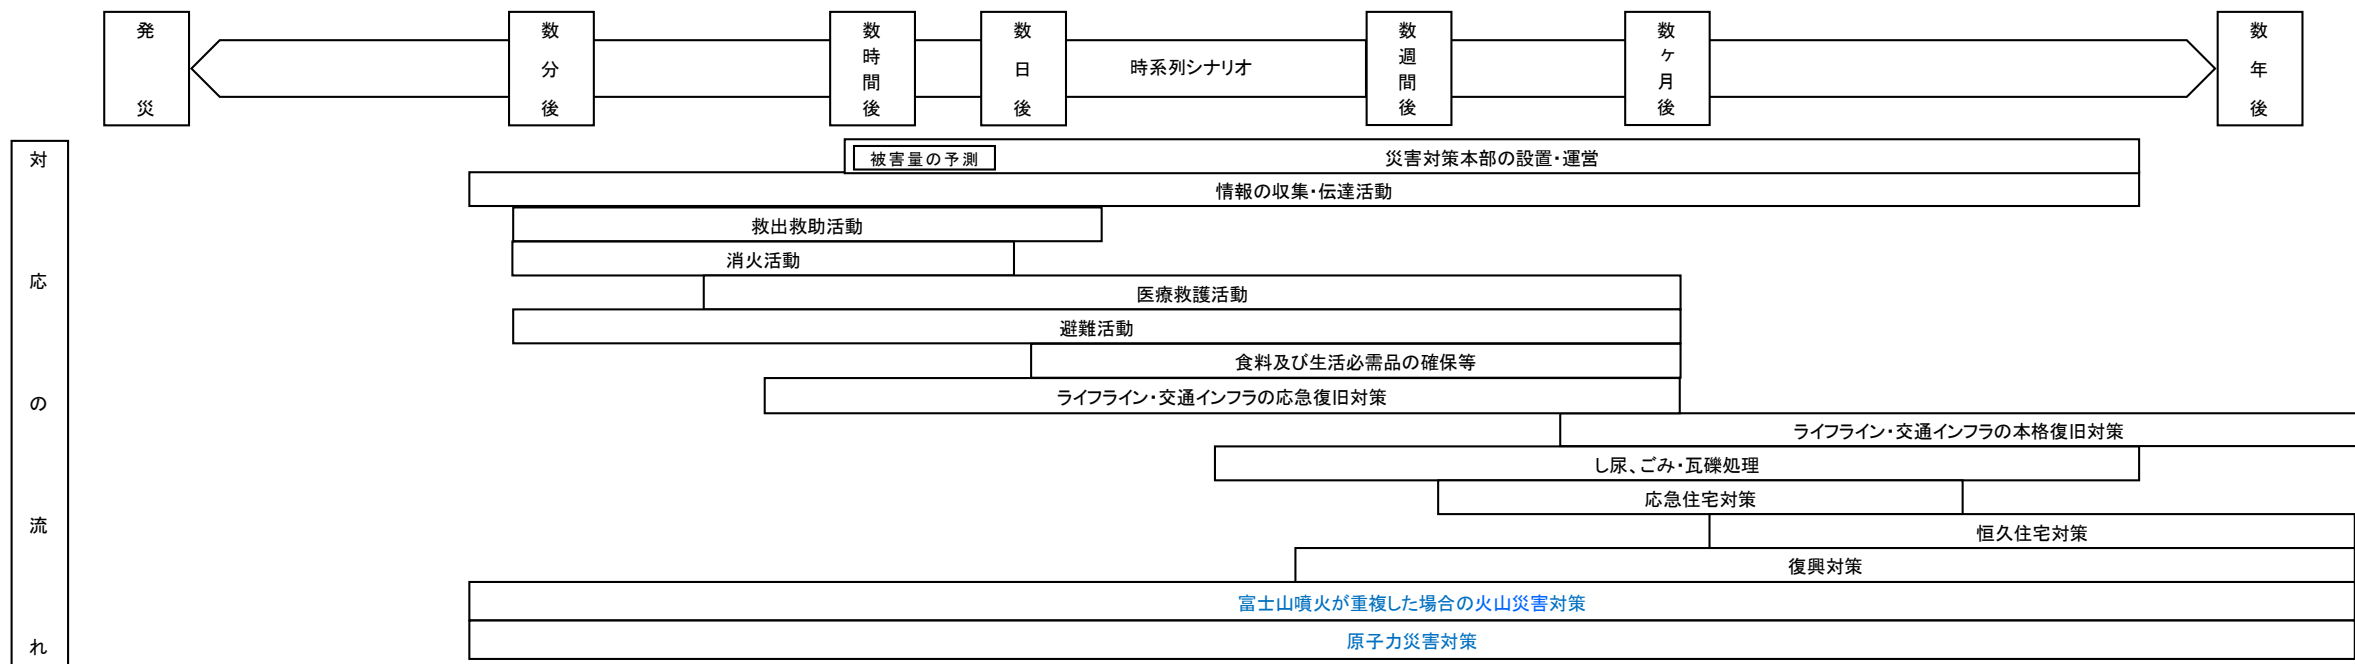 発災
数分後
数時間後
数日後
時系列シナリオ
数週間後
数ヶ月後
数年後
対応の流れ
被害量の予測
災害対策本部の設置・運営
情報の収集・伝達活動
救出救助活動
消火活動
医療救護活動
避難活動
食料及び生活必需品の確保等
ライフライン・交通インフラの応急復旧対策
ライフライン・交通インフラの本格復旧対策
し尿、ごみ・瓦礫処理
応急住宅対策
恒久住宅対策
復興対策
富士山噴火が重複した場合の火山災害対策
原子力災害対策